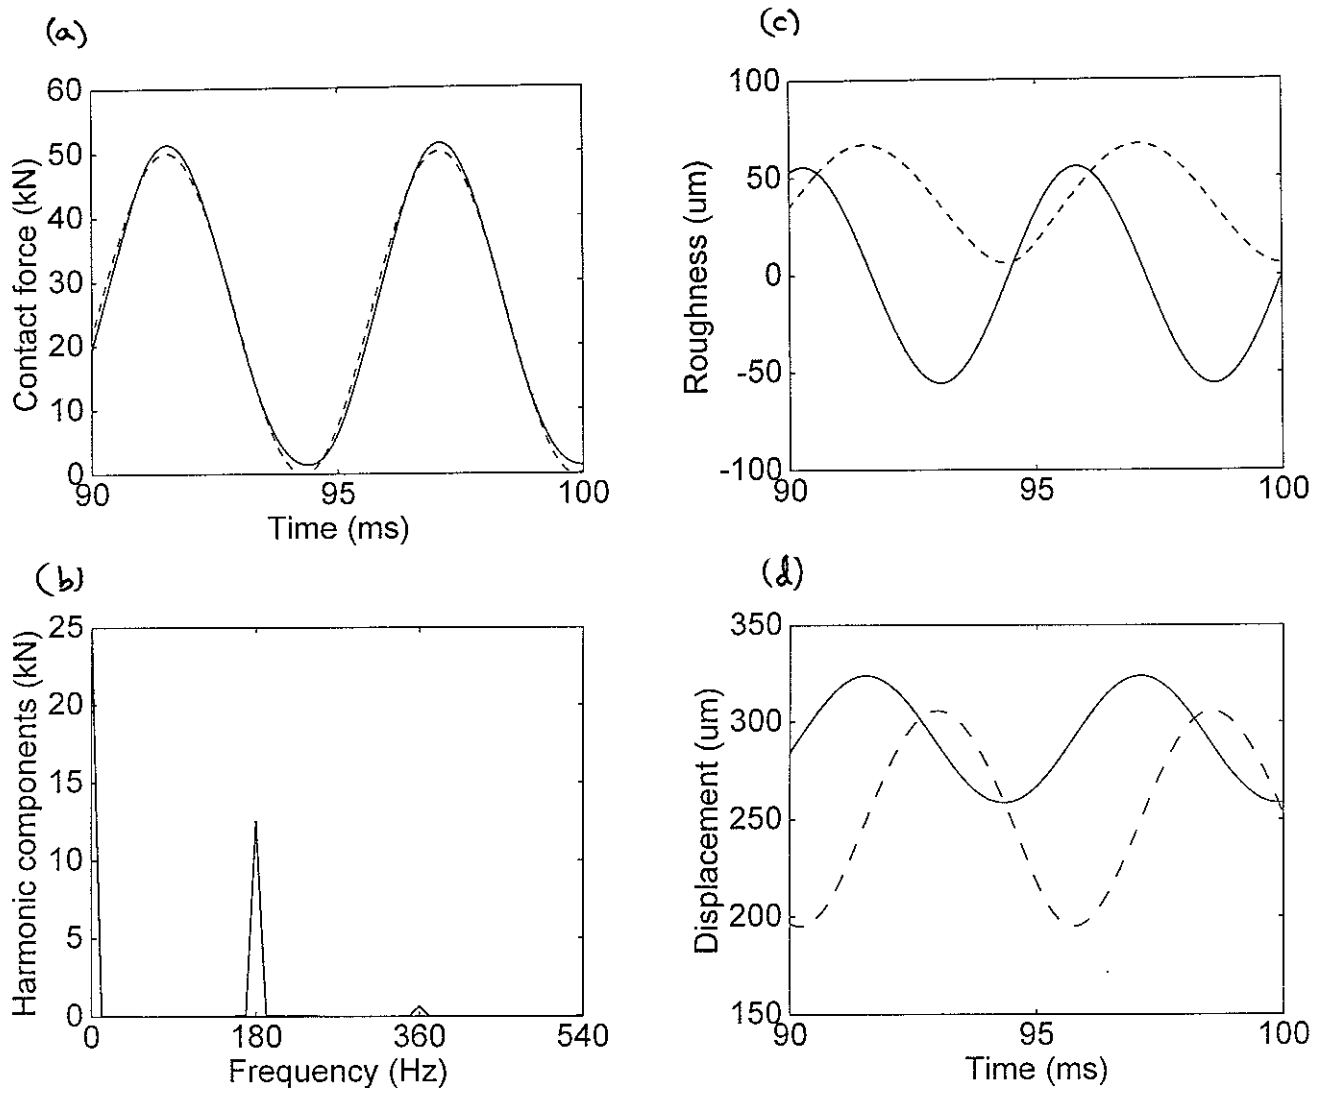 (a)
60
50
40
30
20
10
0
Contact force (kN)
90 95 100
Time (ms)
(b)
25
20
15
10
5
0
Harmonic components (kN)
0 180 360 540
Frequency (Hz)
(c)
100
50
0
-50
-100
Roughness (um)
90 95 100
(d)
350
300
250
200
150
Displacement (um)
90 95 100
Time (ms)